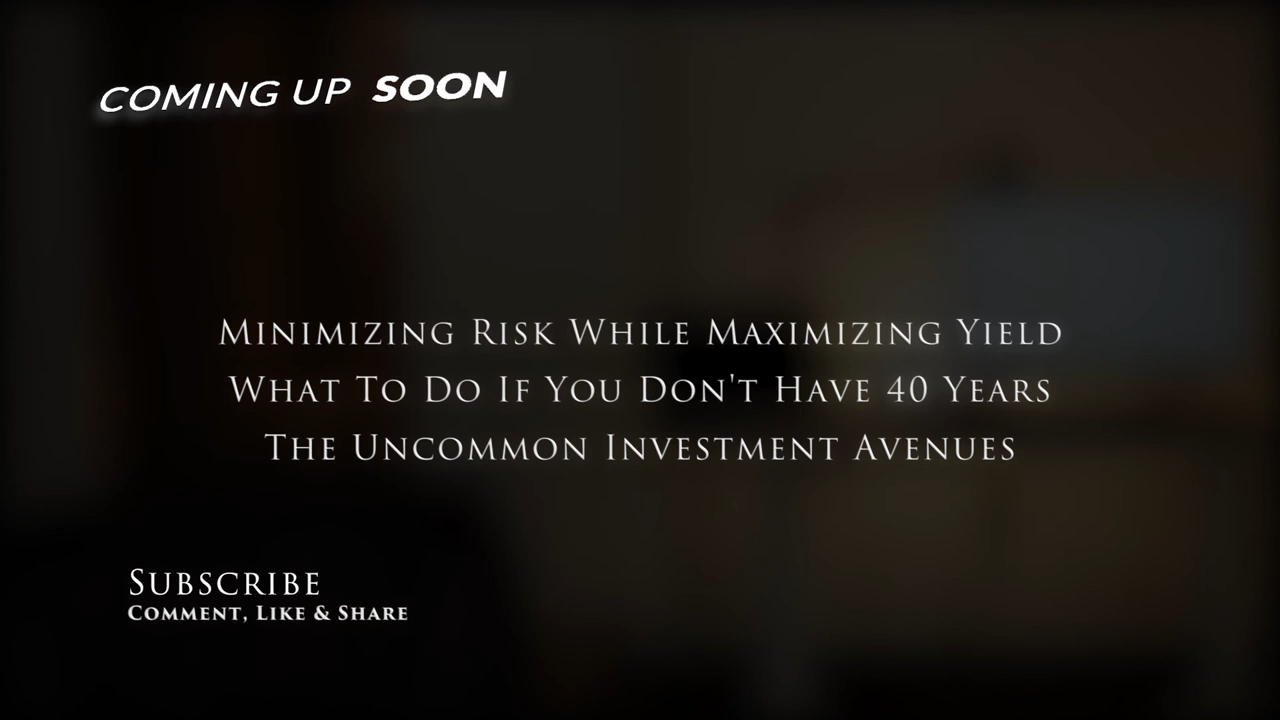 COMING UP SOON
MINIMIZING RISK WHILE MAXIMIZING YIELD
WHAT TO DO IF YOU DON'T HAVE 40 YEARS
THE UNCOMMON INVESTMENT AVENUES
SUBSCRIBE
COMMENT, LIKE & SHARE